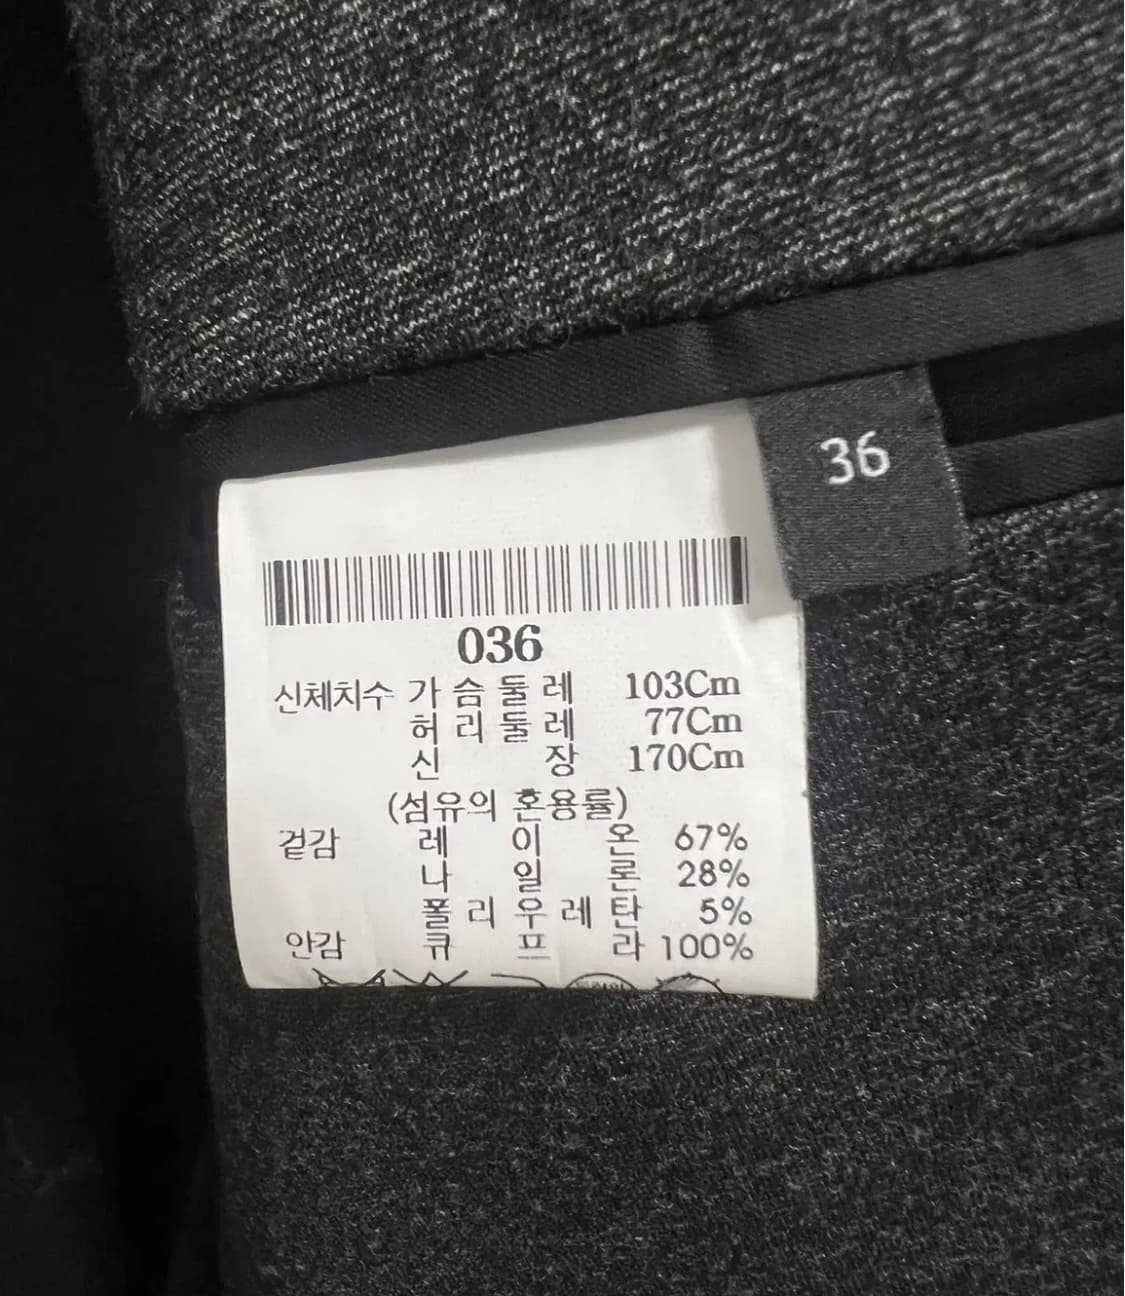 36
036
신체치수 가슴둘레 103Cm
허리둘레 77Cm
신장 170Cm
(섬유의 혼용률)
겉감 레이온 67%
나일론 28%
폴리우레탄 5%
안감 큐프라 100%